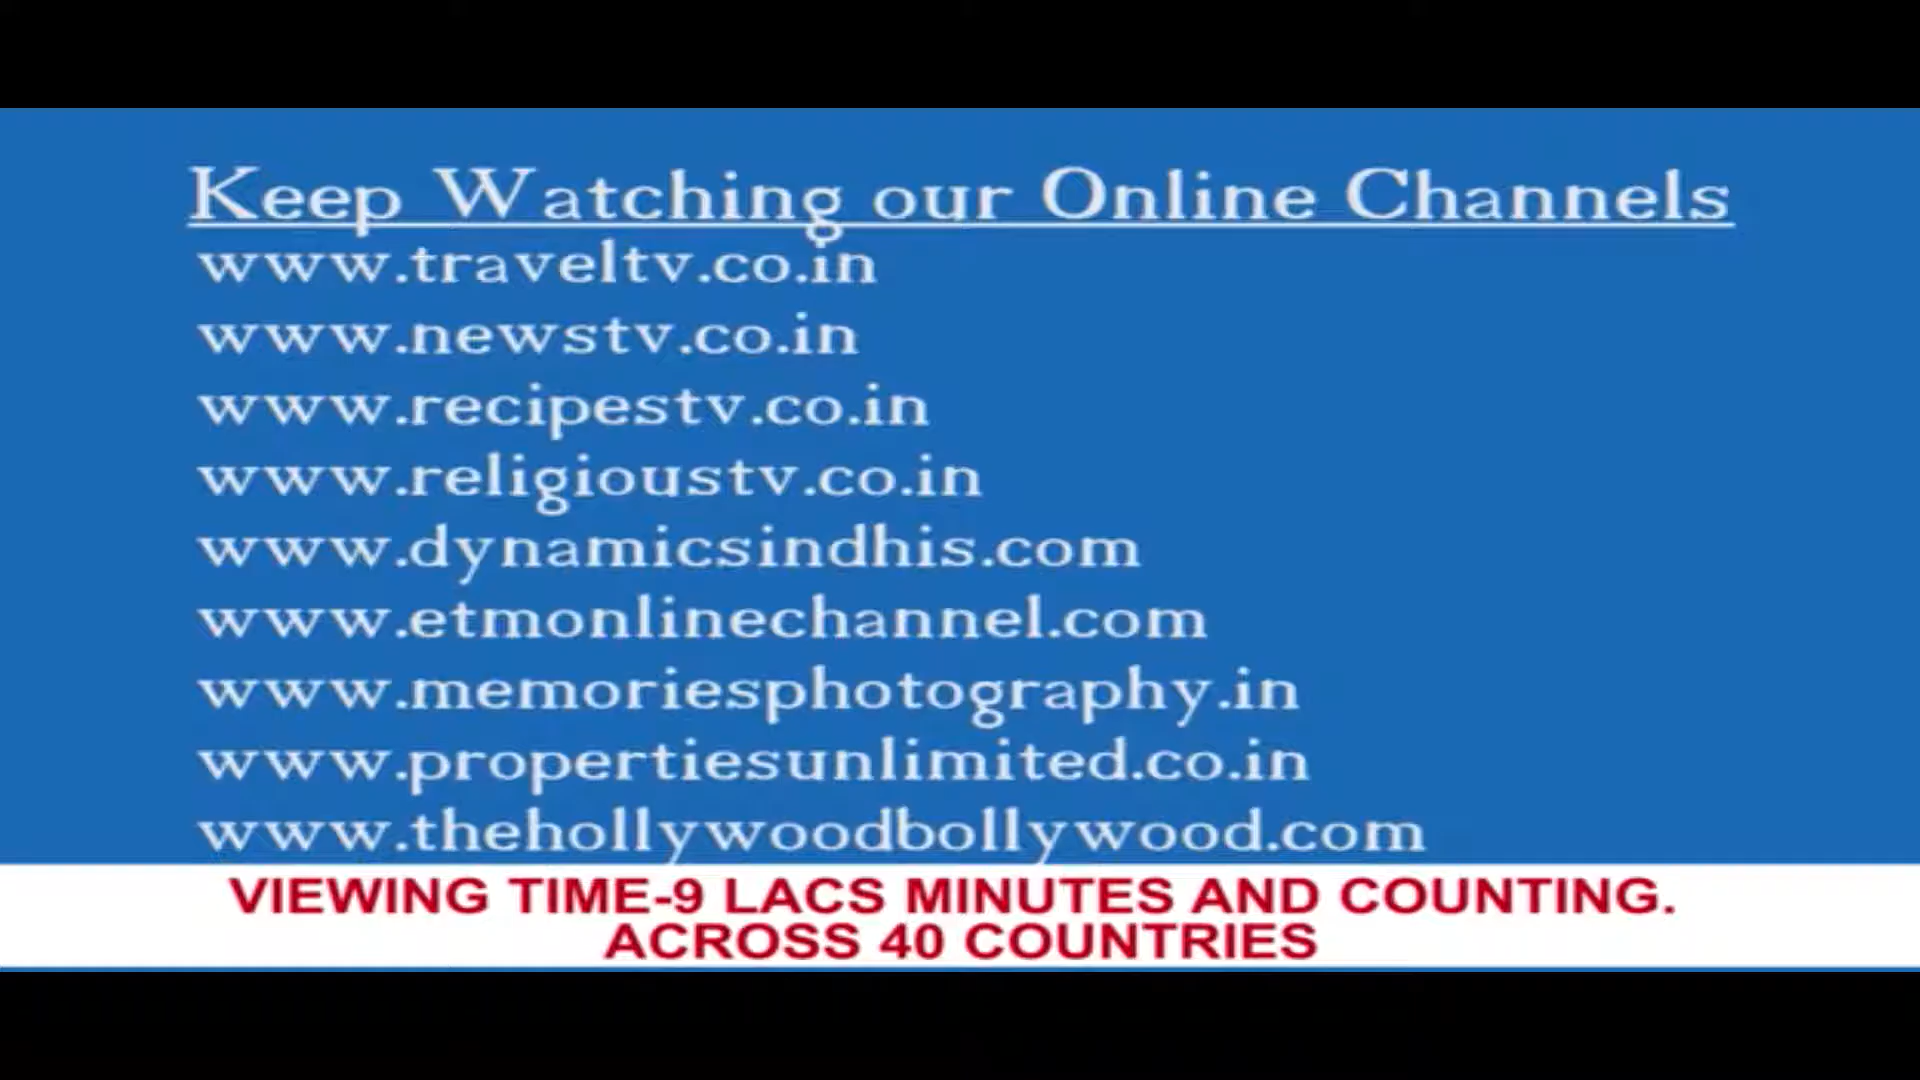 Keep Watching our Online Channels
www.traveltv.co.in
www.newstv.co.in
www.recipestv.co.in
www.religioustv.co.in
www.dynamicsindhis.com
www.etmonlinechannel.com
www.memoriesphotography.in
www.propertiesunlimited.co.in
www.thehollywoodbollywood.com
VIEWING TIME-9 LACS MINUTES AND COUNTING.
ACROSS 40 COUNTRIES